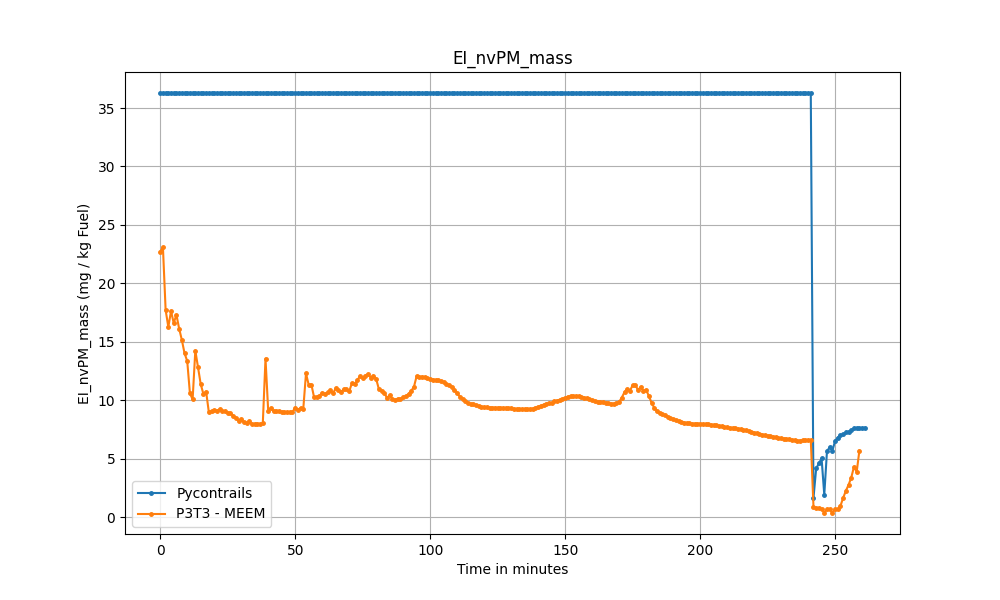 EI_nvPM_mass
EI_nvPM_mass (mg / kg Fuel)
35
30
25
20
15
10
5
0
Pycontrails
P3T3 - MEEM
0 50 100 150 200 250
Time in minutes